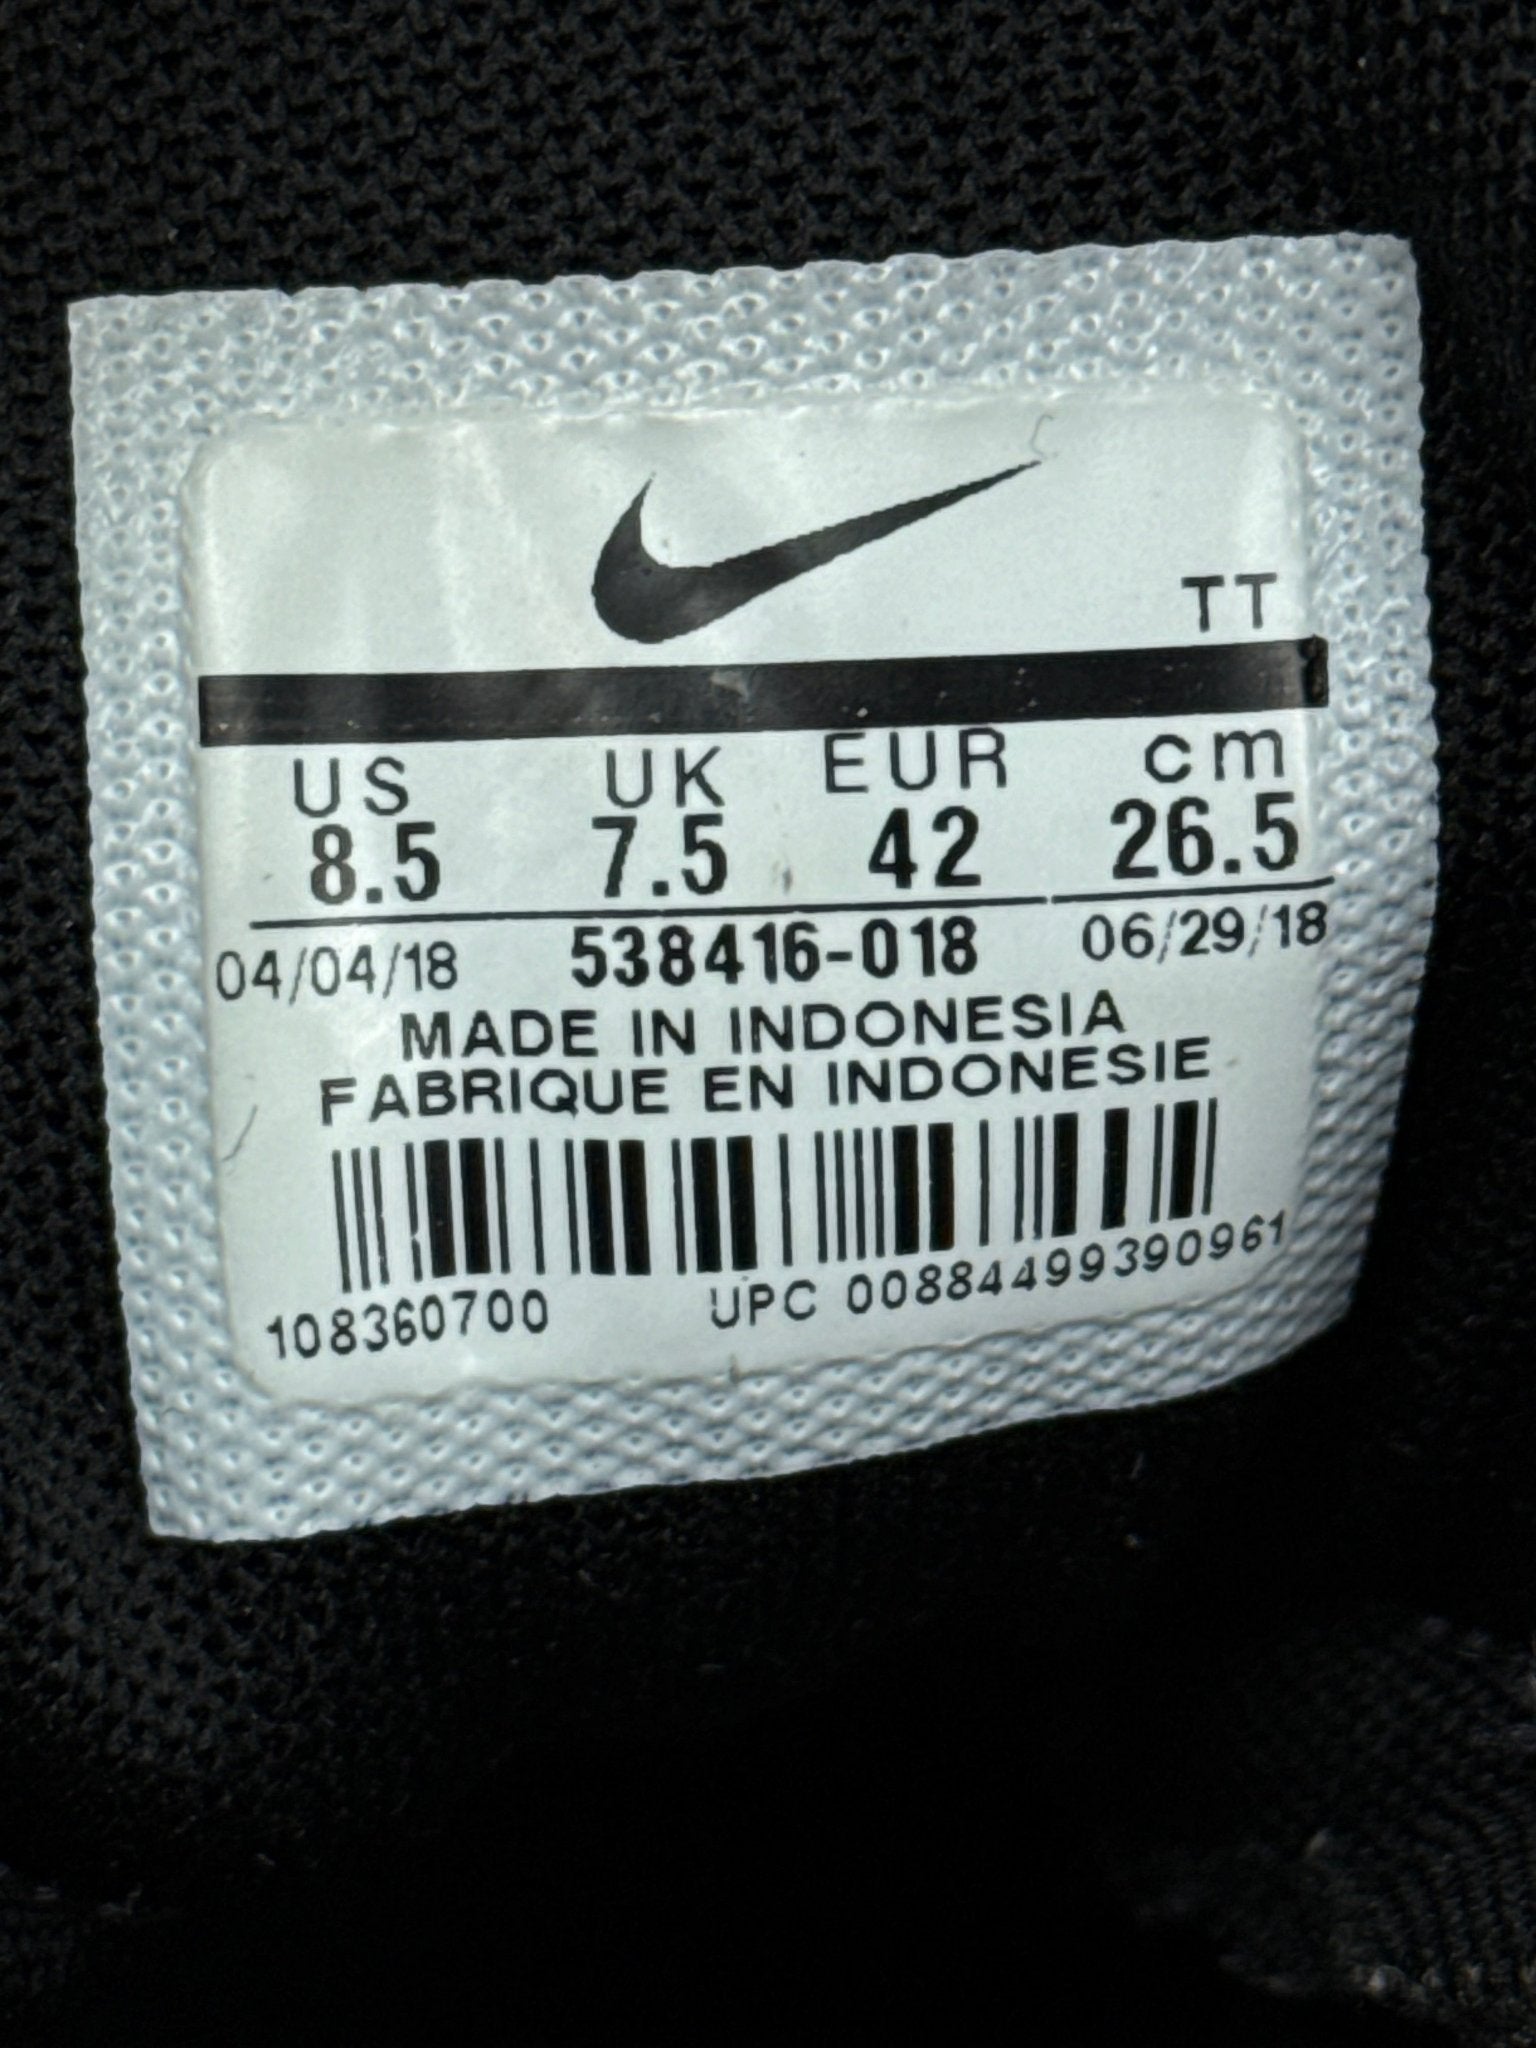 TT
US UK EUR cm
8.5 7.5 42 26.5
04/04/18 538416-018 06/29/18
MADE IN INDONESIA
FABRIQUE EN INDONESIE
108360700 UPC 00884499390961